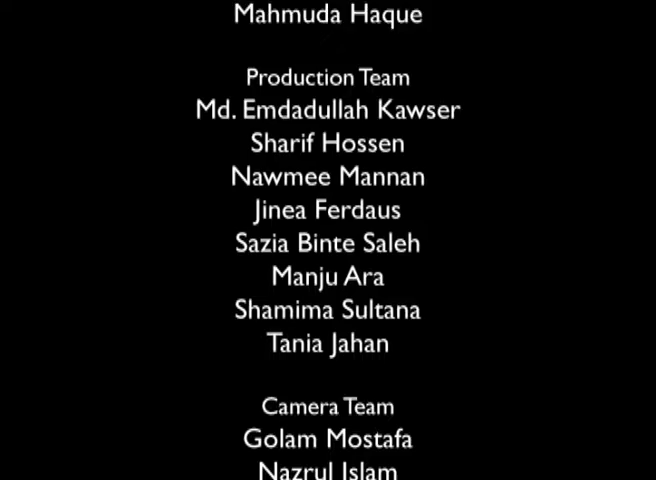 Mahmuda Haque
Production Team
Md. Emdadullah Kawser
Sharif Hossen
Nawmee Mannan
Jinea Ferdaus
Sazia Binte Saleh
Manju Ara
Shamima Sultana
Tania Jahan
Camera Team
Golam Mostafa
Nazrul Islam